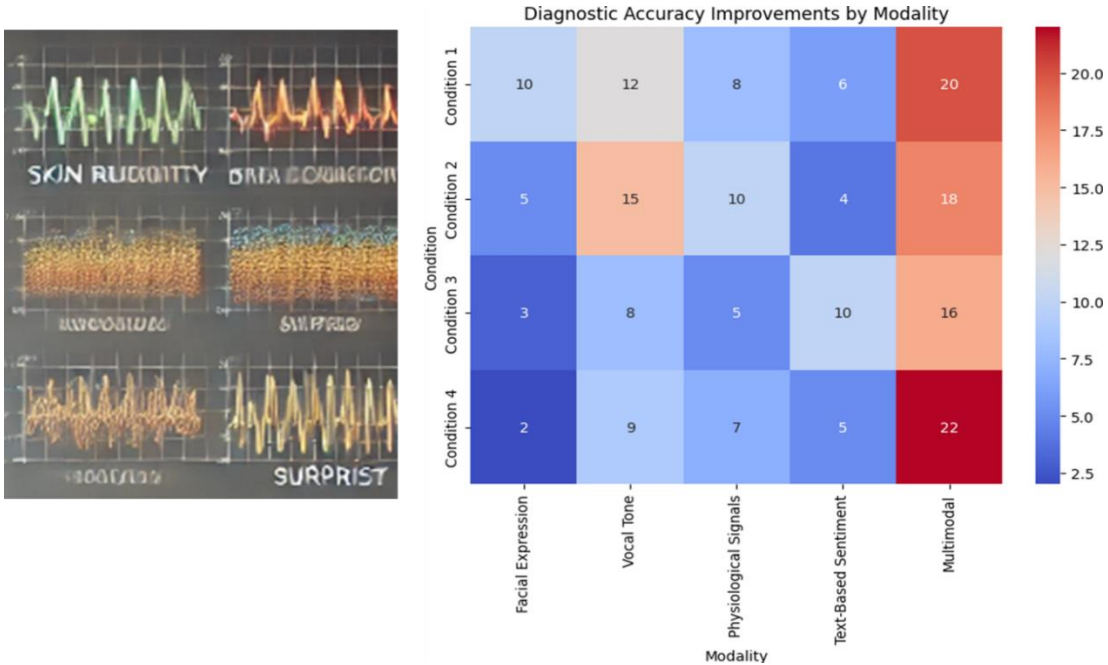 SKIN
SURPRIST
Diagnostic Accuracy Improvements by Modality
Condition
Condition 1
10 12 8 6 20
Condition 2
5 15 10 4 18
Condition 3
3 8 5 10 16
Condition 4
2 9 7 5 22
Facial Expression
Vocal Tone
Physiological Signals
Text-Based Sentiment
Multimodal
Modality
20.0
17.5
15.0
12.5
10.0
7.5
5.0
2.5